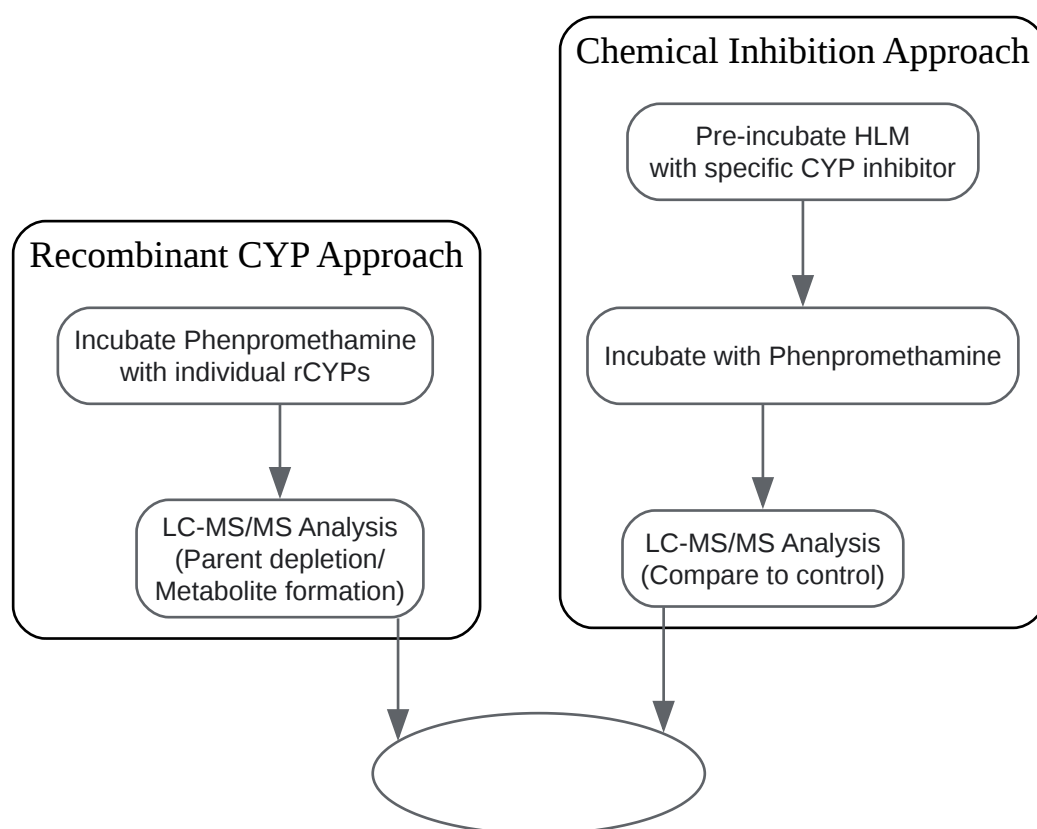 Chemical Inhibition Approach
Pre-incubate HLM
with specific CYP inhibitor
Incubate with Phenpromethamine
LC-MS/MS Analysis
(Compare to control)
Recombinant CYP Approach
Incubate Phenpromethamine
with individual rCYPs
LC-MS/MS Analysis
(Parent depletion/
Metabolite formation)